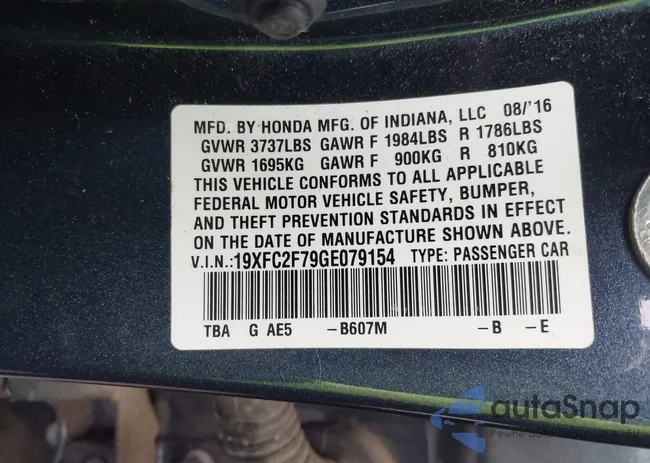 MFD. BY HONDA MFG. OF INDIANA, LLC 08/'16
GVWR 3737LBS GAWR F 1984LBS R 1786LBS
GVWR 1695KG GAWR F 900KG R 810KG
THIS VEHICLE CONFORMS TO ALL APPLICABLE
FEDERAL MOTOR VEHICLE SAFETY, BUMPER,
AND THEFT PREVENTION STANDARDS IN EFFECT
ON THE DATE OF MANUFACTURE SHOWN ABOVE.
V.I.N.:19XFC2F79GE079154 TYPE: PASSENGER CAR
TBA G AE5 -B607M -B -E
autoSnap
Pewne